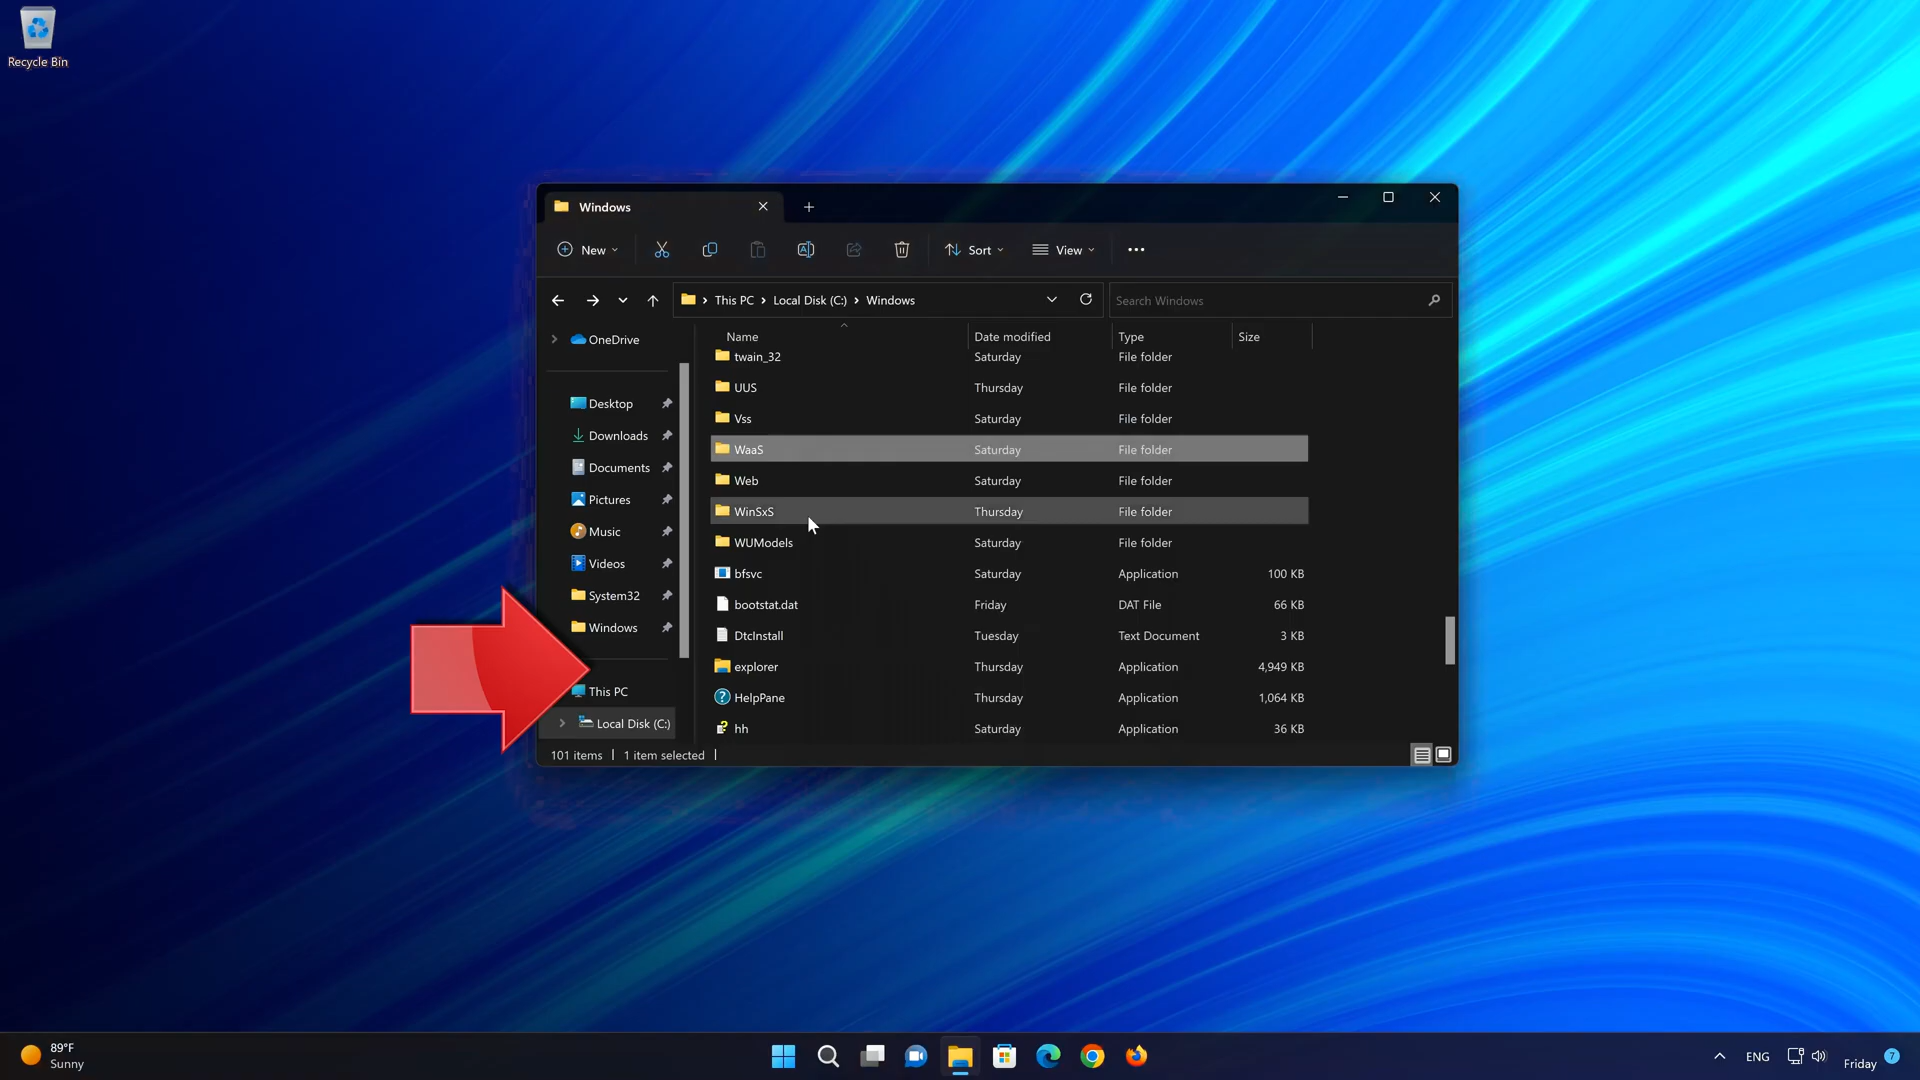 Recycle Bin
Windows
New
Sort
View
This PC > Local Disk (C:) > Windows
Search Windows
OneDrive
Desktop
Downloads
Documents
Pictures
Music
Videos
System32
Windows
This PC
Local Disk (C:)
Name Date modified Type Size
twain_32 Saturday File folder
UUS Thursday File folder
Vss Saturday File folder
WaaS Saturday File folder
Web Saturday File folder
WinSxS Thursday File folder
WUModels Saturday File folder
bfsvc Saturday Application 100 KB
bootstat.dat Friday DAT File 66 KB
DtcInstall Tuesday Text Document 3 KB
explorer Thursday Application 4,949 KB
HelpPane Thursday Application 1,064 KB
hh Saturday Application 36 KB
101 items 1 item selected
89°F
Sunny
ENG
Friday 7